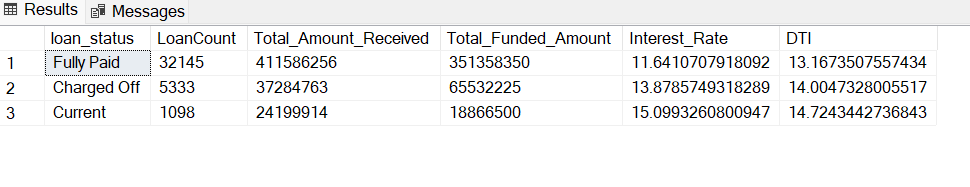 Results Messages
loan_status LoanCount Total_Amount_Received Total_Funded_Amount Interest_Rate DTI
1 Fully Paid 32145 411586256 351358350 11.6410707918092 13.1673507557434
2 Charged Off 5333 37284763 65532225 13.8785749318289 14.0047328005517
3 Current 1098 24199914 18866500 15.0993260800947 14.7243442736843